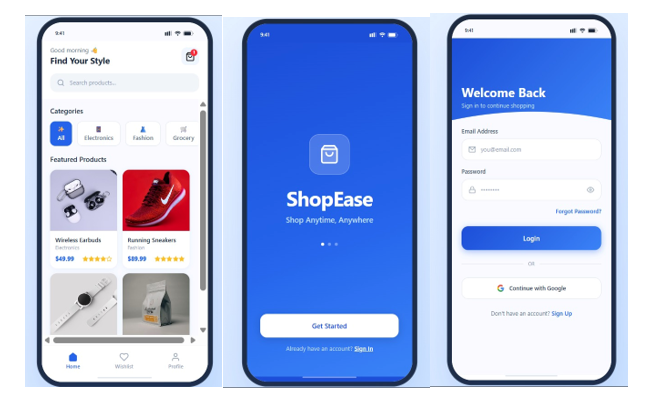 9:41
Good morning 👋
Find Your Style
1
Search products...
Categories
All
Electronics
Fashion
Grocery
Featured Products
Wireless Earbuds
Electronics
$49.99
Running Sneakers
Fashion
$89.99
Home
Wishlist
Profile
9:41
ShopEase
Shop Anytime, Anywhere
Get Started
Already have an account? Sign In
9:41
Welcome Back
Sign in to continue shopping
Email Address
you@email.com
Password
Forgot Password?
Login
OR
Continue with Google
Don't have an account? Sign Up